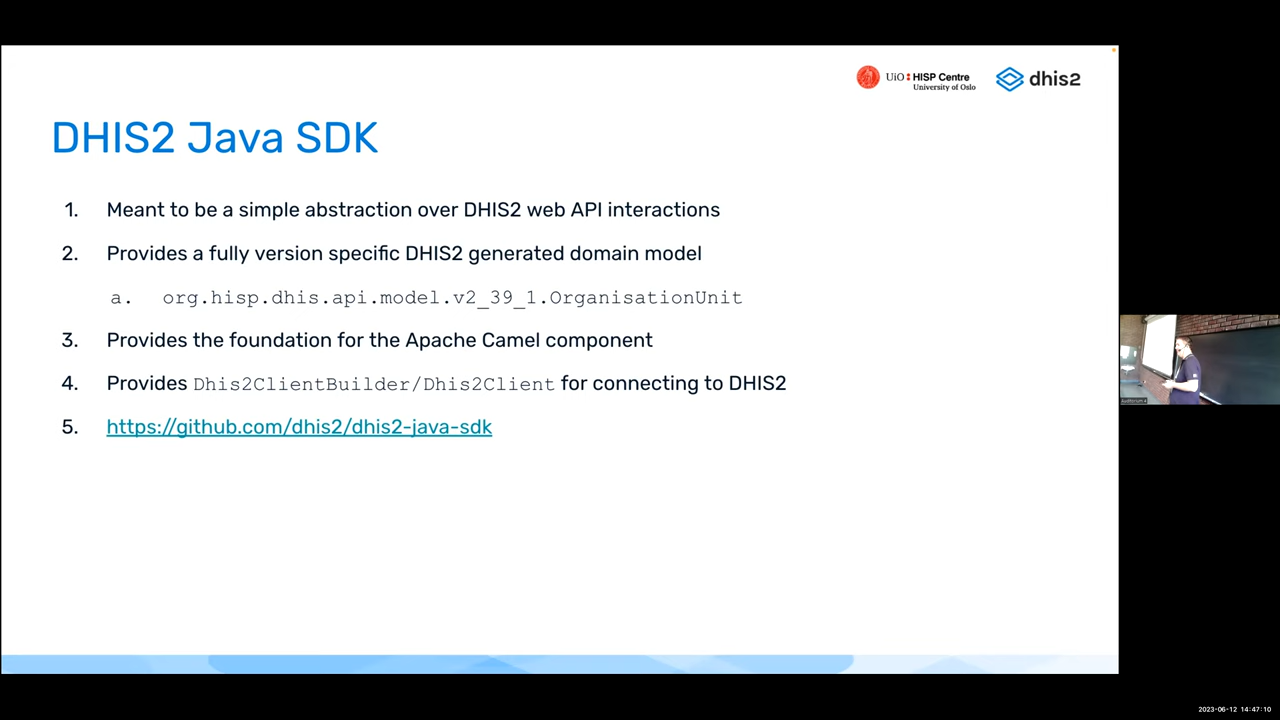 UiO: HISP Centre
University of Oslo
dhis2
DHIS2 Java SDK
1. Meant to be a simple abstraction over DHIS2 web API interactions
2. Provides a fully version specific DHIS2 generated domain model
a. org.hisp.dhis.api.model.v2_39_1.OrganisationUnit
3. Provides the foundation for the Apache Camel component
4. Provides Dhis2ClientBuilder/Dhis2Client for connecting to DHIS2
5. https://github.com/dhis2/dhis2-java-sdk
2023-06-12 14:47:10